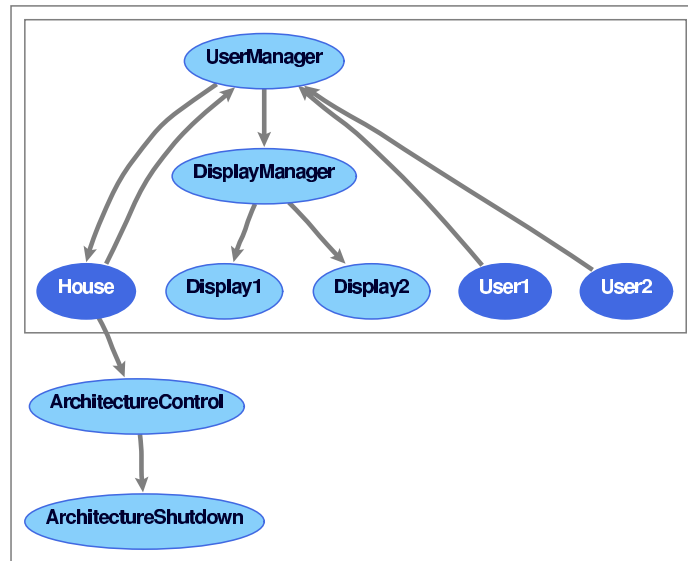 UserManager
DisplayManager
House
Display1
Display2
User1
User2
ArchitectureControl
ArchitectureShutdown